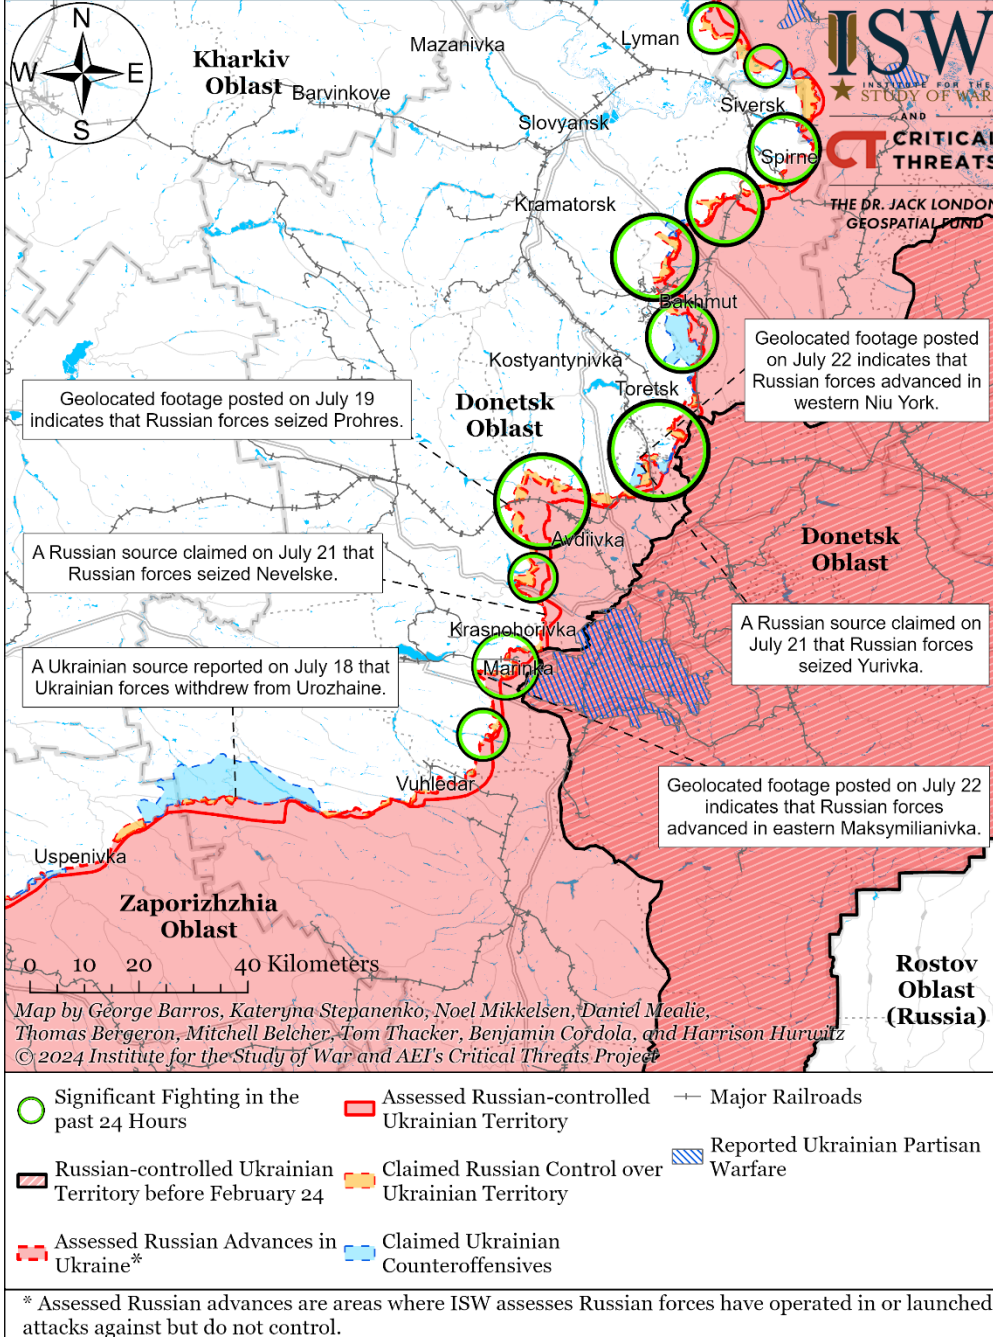 N
W E
S
Kharkiv
Oblast
Mazanivka
Barvinkove
Lyman
ISW
INSTITUTE FOR THE
STUDY OF WAR
AND
CT CRITICAL
THREATS
THE DR. JACK LONDON
GEOSPATIAL FUND
Siversk
Slovyansk
Spirne
Kramatorsk
Bakhmut
Kostyantynivka
Toretsk
Geolocated footage posted
on July 22 indicates that
Russian forces advanced in
western Niu York.
Geolocated footage posted on July 19
indicates that Russian forces seized Prohres.
Donetsk
Oblast
Avdiivka
Donetsk
Oblast
A Russian source claimed on July 21 that
Russian forces seized Nevelske.
A Russian source claimed on
July 21 that Russian forces
seized Yurivka.
Krasnohorivka
Marinka
A Ukrainian source reported on July 18 that
Ukrainian forces withdrew from Urozhaine.
Vuhledar
Geolocated footage posted on July 22
indicates that Russian forces
advanced in eastern Maksymilianivka.
Uspenivka
Zaporizhzhia
Oblast
Rostov
Oblast
(Russia)
0 10 20 40 Kilometers
Map by George Barros, Kateryna Stepanenko, Noel Mikkelsen, Daniel Mealie,
Thomas Bergeron, Mitchell Belcher, Tom Thacker, Benjamin Cordola, and Harrison Hurwitz
© 2024 Institute for the Study of War and AEI's Critical Threats Project
Significant Fighting in the
past 24 Hours
Russian-controlled Ukrainian
Territory before February 24
Assessed Russian Advances in
Ukraine*
Assessed Russian-controlled
Ukrainian Territory
Claimed Russian Control over
Ukrainian Territory
Claimed Ukrainian
Counteroffensives
Major Railroads
Reported Ukrainian Partisan
Warfare
* Assessed Russian advances are areas where ISW assesses Russian forces have operated in or launched
attacks against but do not control.